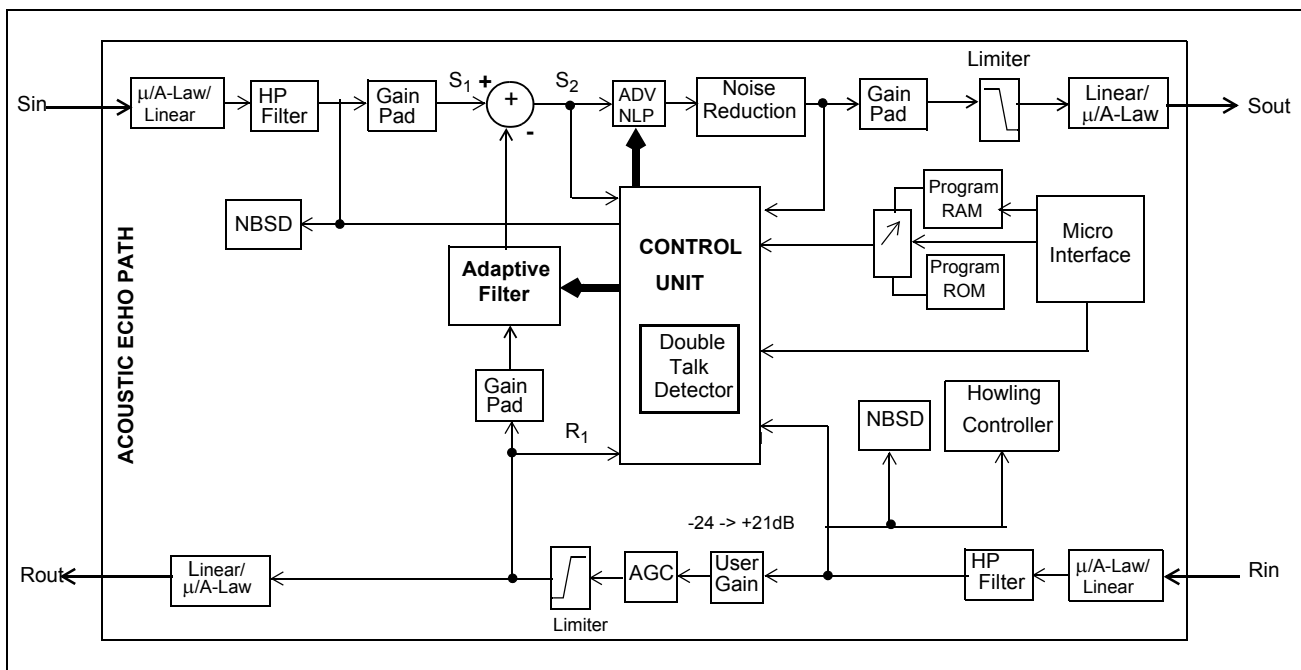 Limiter
Sin
μ/A-Law/
Linear
HP
Filter
Gain
Pad
S1
+
+
-
S2
ADV
NLP
Noise
Reduction
Gain
Pad
Linear/
μ/A-Law
Sout
NBSD
ACOUSTIC ECHO PATH
Adaptive
Filter
CONTROL
UNIT
Double
Talk
Detector
Program
RAM
Program
ROM
Micro
Interface
Gain
Pad
R1
NBSD
Howling
Controller
-24 -> +21dB
Rout
Linear/
μ/A-Law
Limiter
AGC
User
Gain
HP
Filter
μ/A-Law/
Linear
Rin